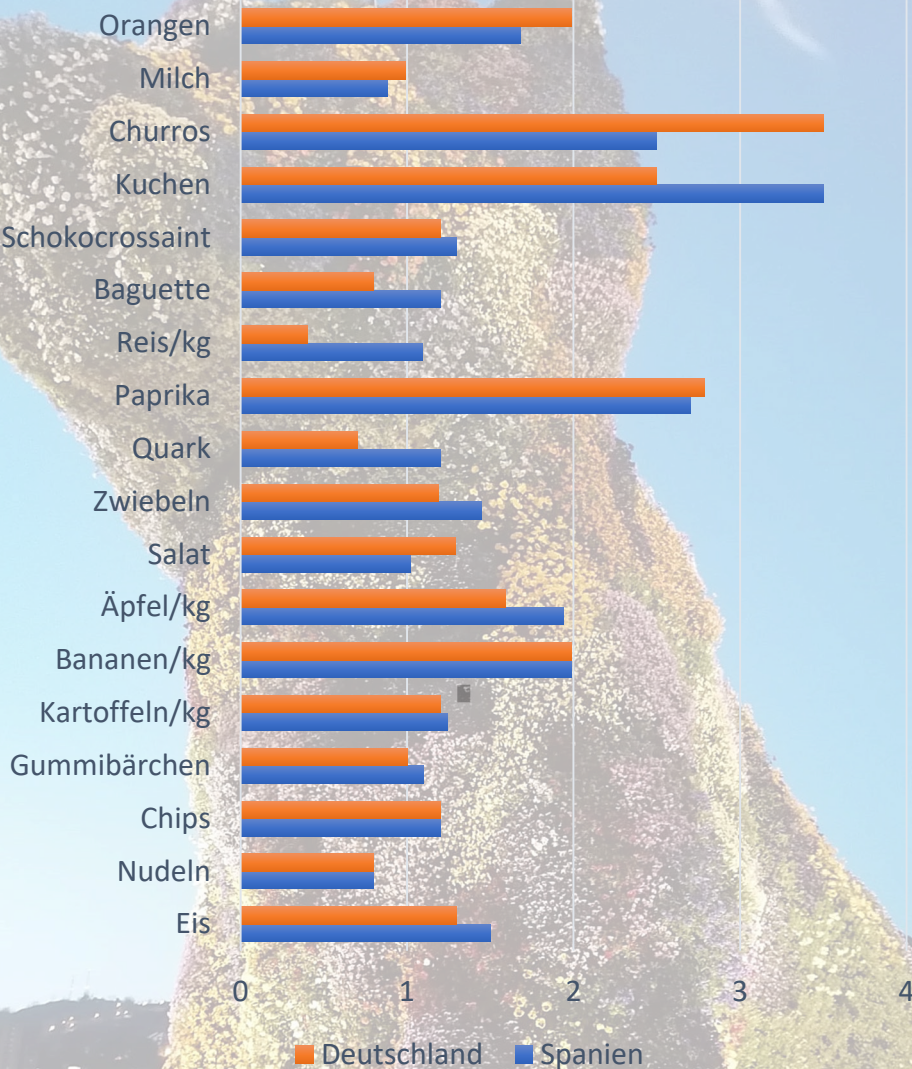 Orangen
Milch
Churros
Kuchen
Schokocrossaint
Baguette
Reis/kg
Paprika
Quark
Zwiebeln
Salat
Äpfel/kg
Bananen/kg
Kartoffeln/kg
Gummibärchen
Chips
Nudeln
Eis
0 1 2 3 4
Deutschland Spanien